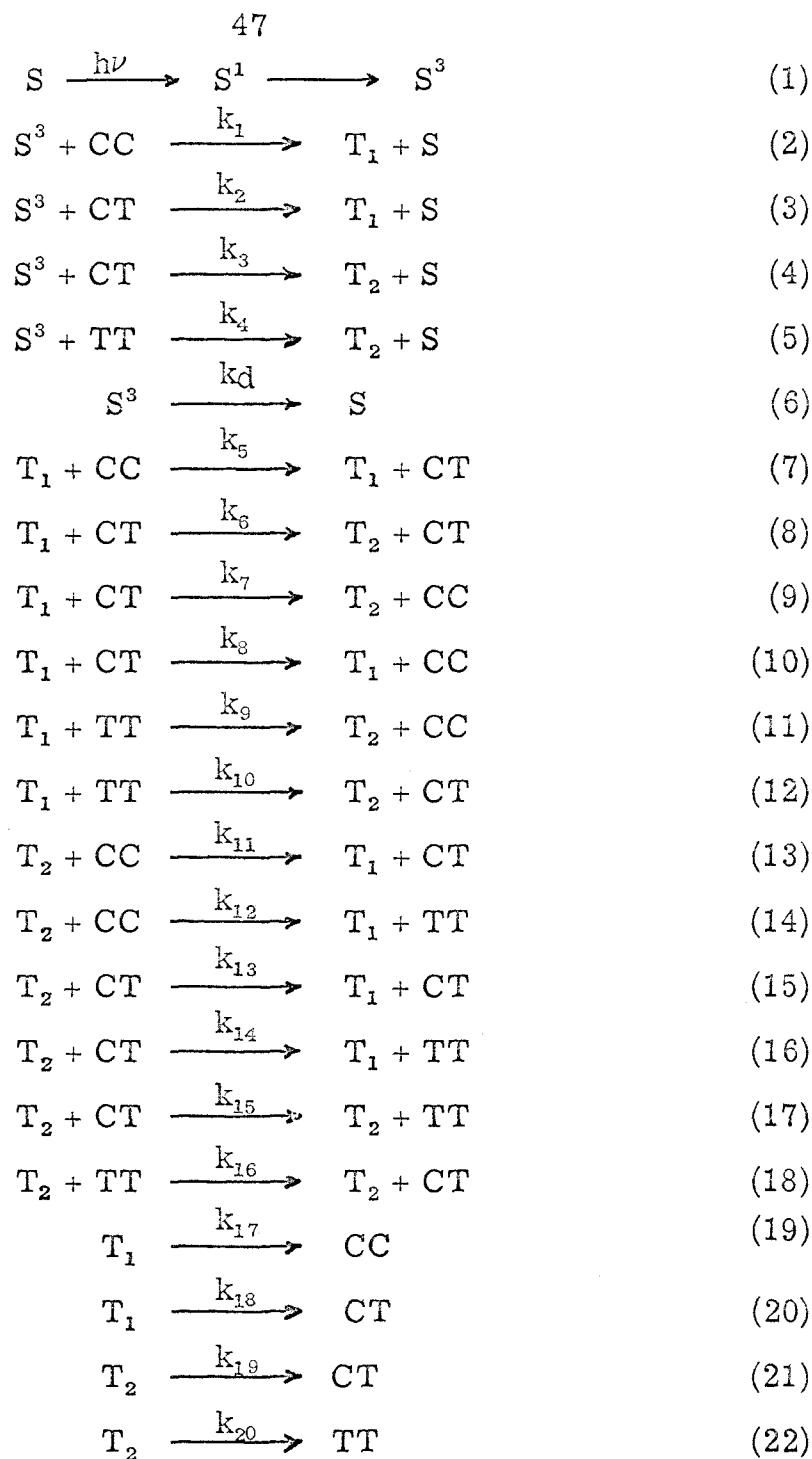 47
S hν⟶ S¹ ⟶ S³ (1)
S³ + CC k₁⟶ T₁ + S (2)
S³ + CT k₂⟶ T₁ + S (3)
S³ + CT k₃⟶ T₂ + S (4)
S³ + TT k₄⟶ T₂ + S (5)
S³ kd⟶ S (6)
T₁ + CC k₅⟶ T₁ + CT (7)
T₁ + CT k₆⟶ T₂ + CT (8)
T₁ + CT k₇⟶ T₂ + CC (9)
T₁ + CT k₈⟶ T₁ + CC (10)
T₁ + TT k₉⟶ T₂ + CC (11)
T₁ + TT k₁₀⟶ T₂ + CT (12)
T₂ + CC k₁₁⟶ T₁ + CT (13)
T₂ + CC k₁₂⟶ T₁ + TT (14)
T₂ + CT k₁₃⟶ T₁ + CT (15)
T₂ + CT k₁₄⟶ T₁ + TT (16)
T₂ + CT k₁₅⟶ T₂ + TT (17)
T₂ + TT k₁₆⟶ T₂ + CT (18)
T₁ k₁₇⟶ CC (19)
T₁ k₁₈⟶ CT (20)
T₂ k₁₉⟶ CT (21)
T₂ k₂₀⟶ TT (22)